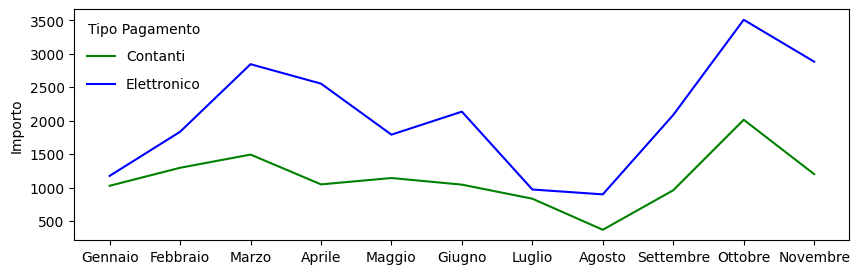 Tipo Pagamento
Contanti
Elettronico
Importo
3500
3000
2500
2000
1500
1000
500
Gennaio Febbraio Marzo Aprile Maggio Giugno Luglio Agosto Settembre Ottobre Novembre